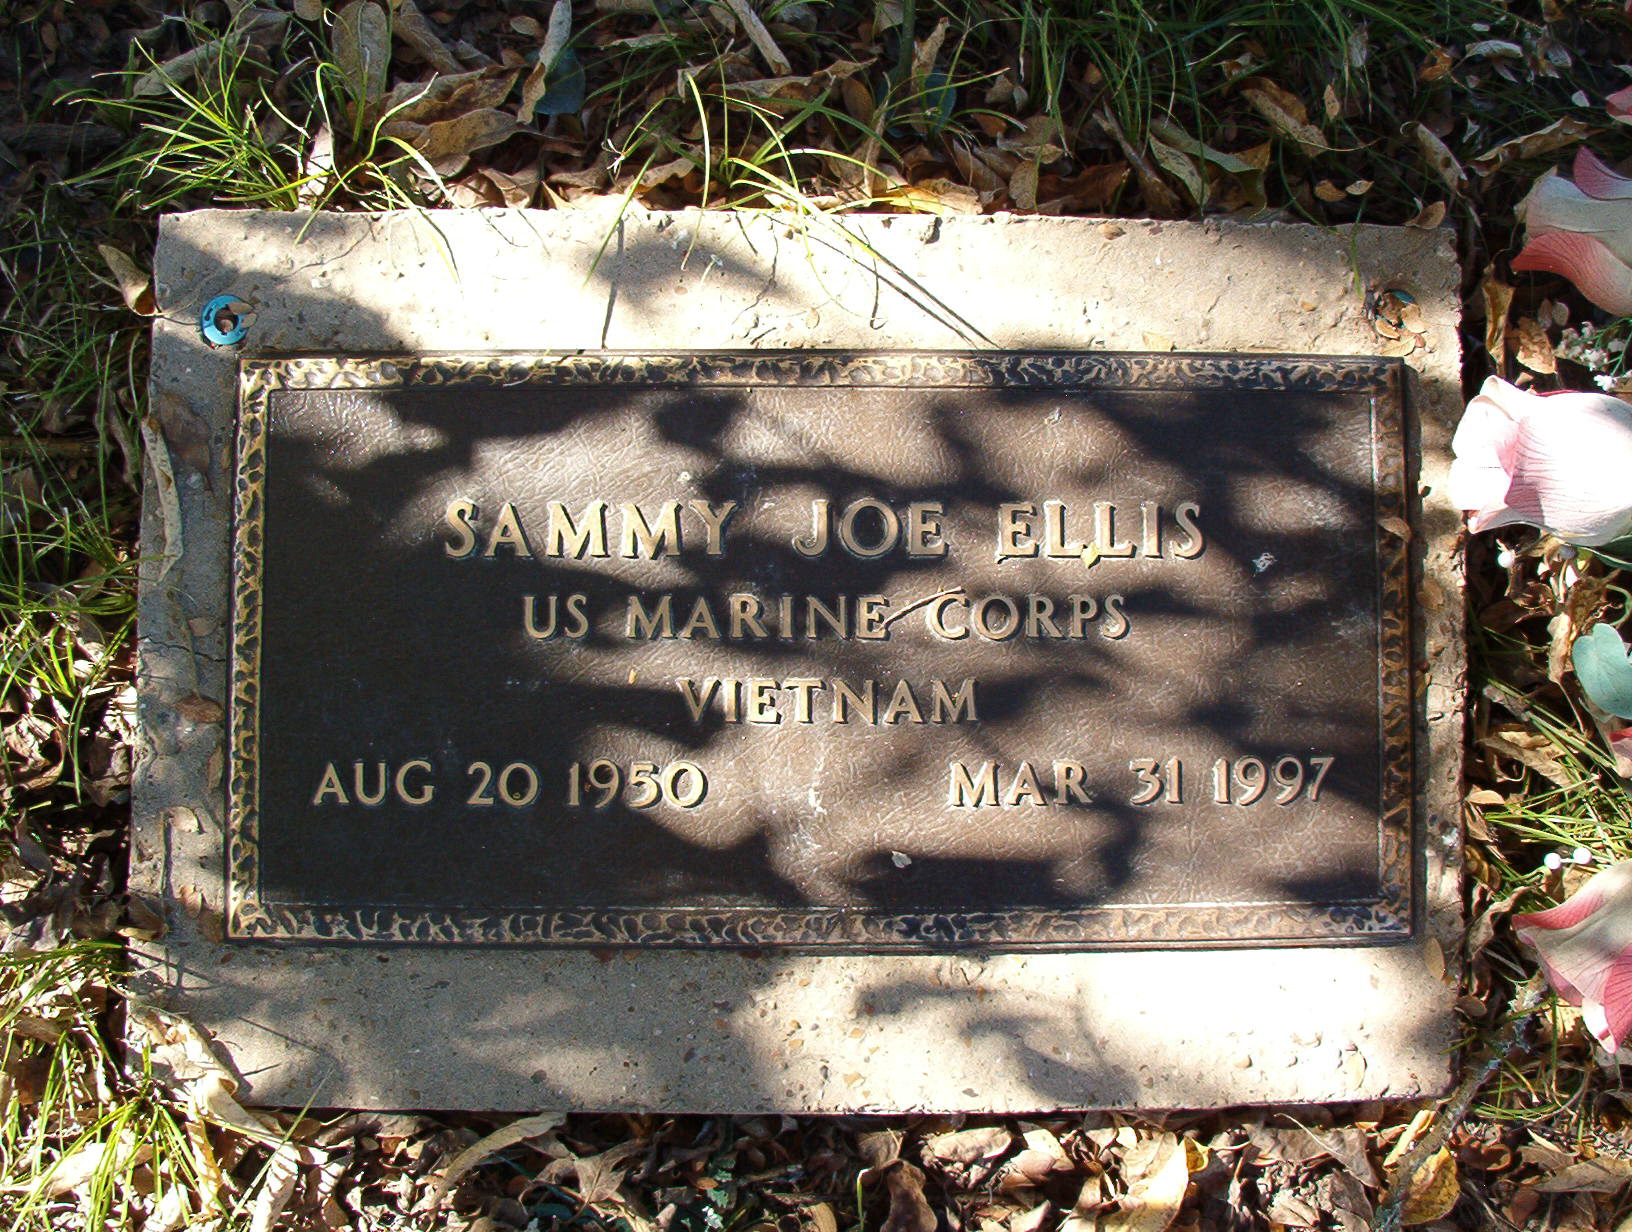 SAMMY JOE ELLIS
US MARINE CORPS
VIETNAM
AUG 20 1950 MAR 31 1997